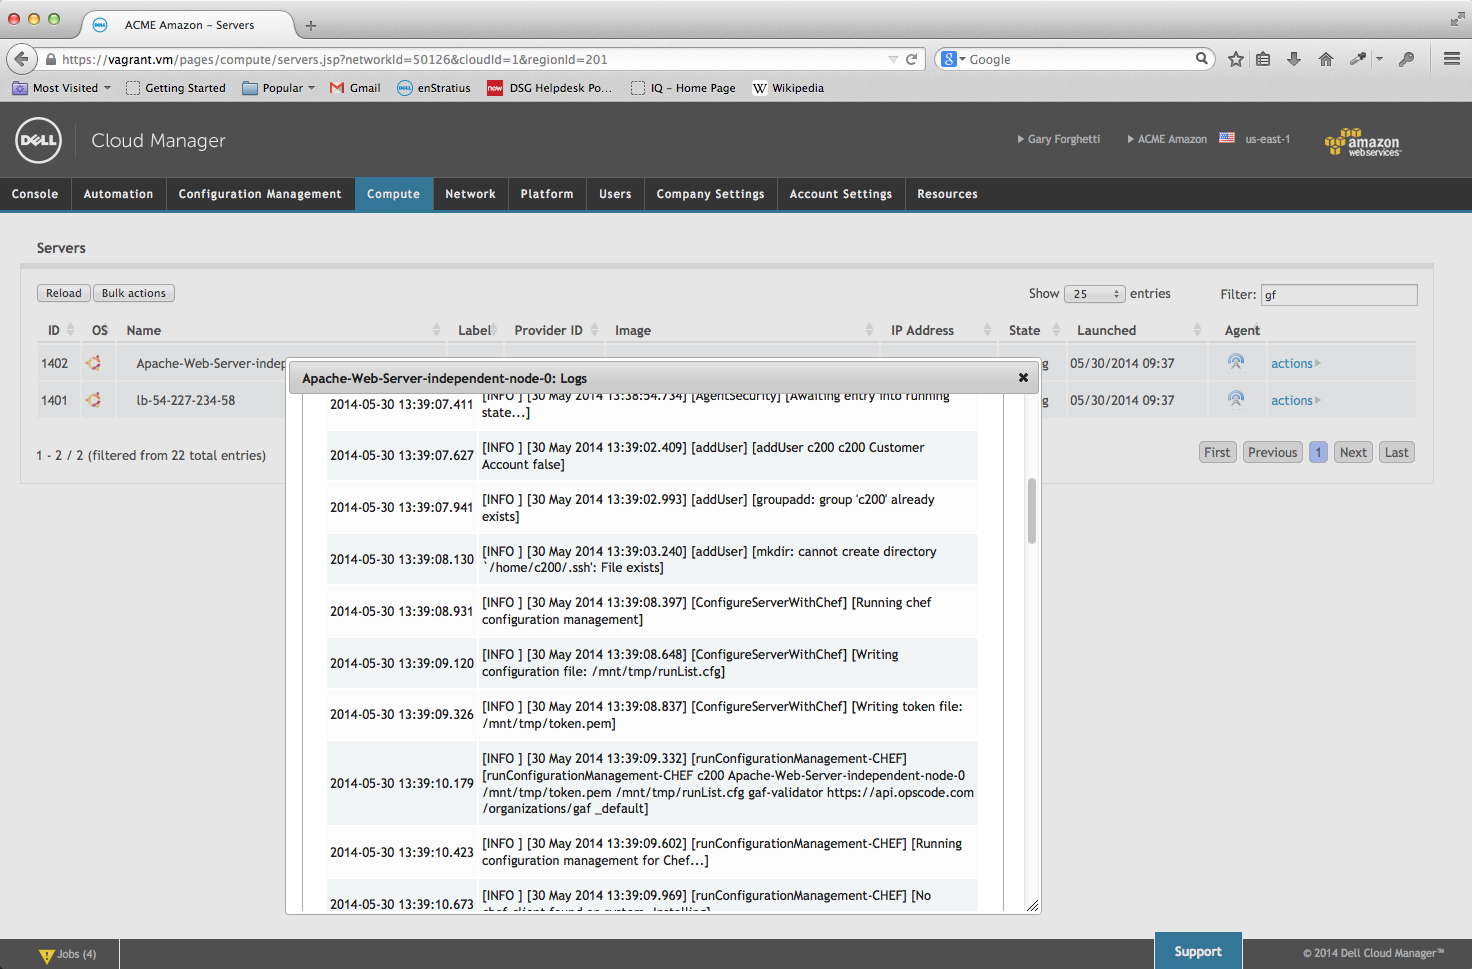 ACME Amazon – Servers
https://vagrant.vm/pages/compute/servers.jsp?networkId=50126&cloudId=1&regionId=201
Google
Most Visited
Getting Started
Popular
Gmail
enStratius
DSG Helpdesk Po...
IQ – Home Page
Wikipedia
DELL
Cloud Manager
Gary Forghetti
ACME Amazon
us-east-1
amazon
webservices™
Console
Automation
Configuration Management
Compute
Network
Platform
Users
Company Settings
Account Settings
Resources
Servers
Reload
Bulk actions
Show 25 entries
Filter: gf
ID OS Name Label Provider ID Image IP Address State Launched Agent
1402 Apache-Web-Server-indep g 05/30/2014 09:37 actions
1401 lb-54-227-234-58 g 05/30/2014 09:37 actions
1 - 2 / 2 (filtered from 22 total entries)
First Previous 1 Next Last
Apache-Web-Server-independent-node-0: Logs
2014-05-30 13:39:07.411
[INFO ] [30 May 2014 13:38:54.734] [AgentSecurity] [Awaiting entry into running
state...]
2014-05-30 13:39:07.627
[INFO ] [30 May 2014 13:39:02.409] [addUser] [addUser c200 c200 Customer
Account false]
2014-05-30 13:39:07.941
[INFO ] [30 May 2014 13:39:02.993] [addUser] [groupadd: group 'c200' already
exists]
2014-05-30 13:39:08.130
[INFO ] [30 May 2014 13:39:03.240] [addUser] [mkdir: cannot create directory
`/home/c200/.ssh': File exists]
2014-05-30 13:39:08.931
[INFO ] [30 May 2014 13:39:08.397] [ConfigureServerWithChef] [Running chef
configuration management]
2014-05-30 13:39:09.120
[INFO ] [30 May 2014 13:39:08.648] [ConfigureServerWithChef] [Writing
configuration file: /mnt/tmp/runList.cfg]
2014-05-30 13:39:09.326
[INFO ] [30 May 2014 13:39:08.837] [ConfigureServerWithChef] [Writing token file:
/mnt/tmp/token.pem]
2014-05-30 13:39:10.179
[INFO ] [30 May 2014 13:39:09.332] [runConfigurationManagement-CHEF]
[runConfigurationManagement-CHEF c200 Apache-Web-Server-independent-node-0
/mnt/tmp/token.pem /mnt/tmp/runList.cfg gaf-validator https://api.opscode.com
/organizations/gaf _default]
2014-05-30 13:39:10.423
[INFO ] [30 May 2014 13:39:09.602] [runConfigurationManagement-CHEF] [Running
configuration management for Chef...]
2014-05-30 13:39:10.673
[INFO ] [30 May 2014 13:39:09.969] [runConfigurationManagement-CHEF] [No
Jobs (4)
Support
© 2014 Dell Cloud Manager™